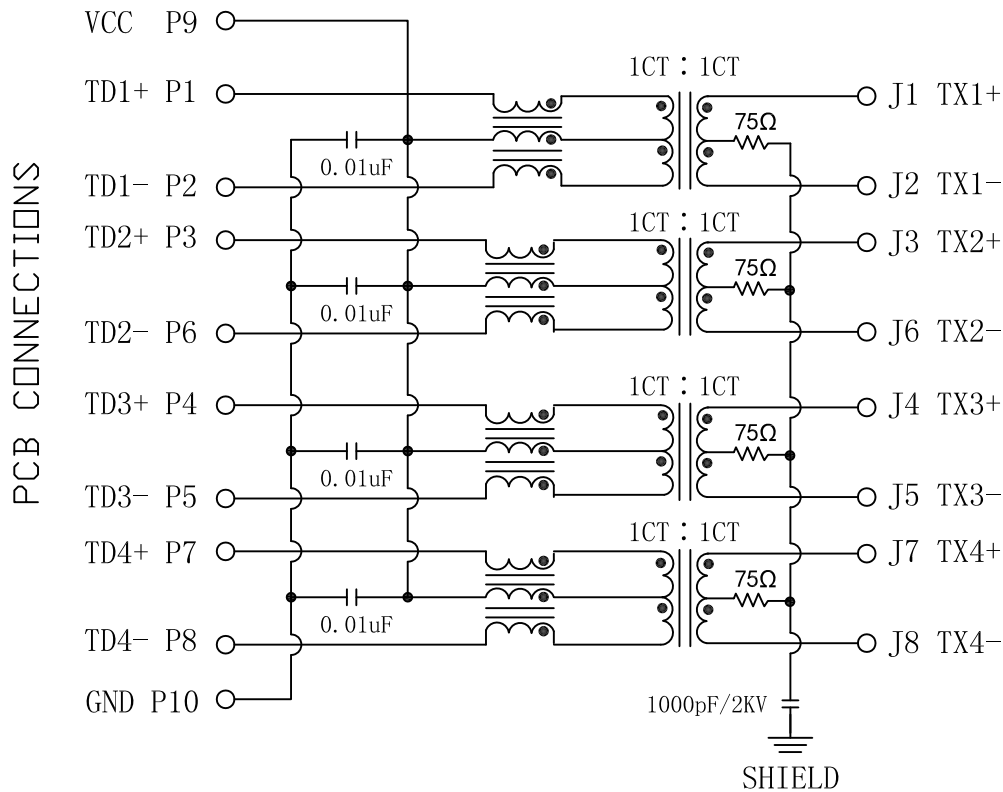 PCB CONNECTIONS
VCC P9
1CT : 1CT
TD1+ P1
J1 TX1+
75Ω
0.01uF
TD1- P2
J2 TX1-
1CT : 1CT
TD2+ P3
J3 TX2+
75Ω
0.01uF
TD2- P6
J6 TX2-
1CT : 1CT
TD3+ P4
J4 TX3+
75Ω
0.01uF
TD3- P5
J5 TX3-
1CT : 1CT
TD4+ P7
J7 TX4+
75Ω
0.01uF
TD4- P8
J8 TX4-
GND P10
1000pF/2KV
SHIELD